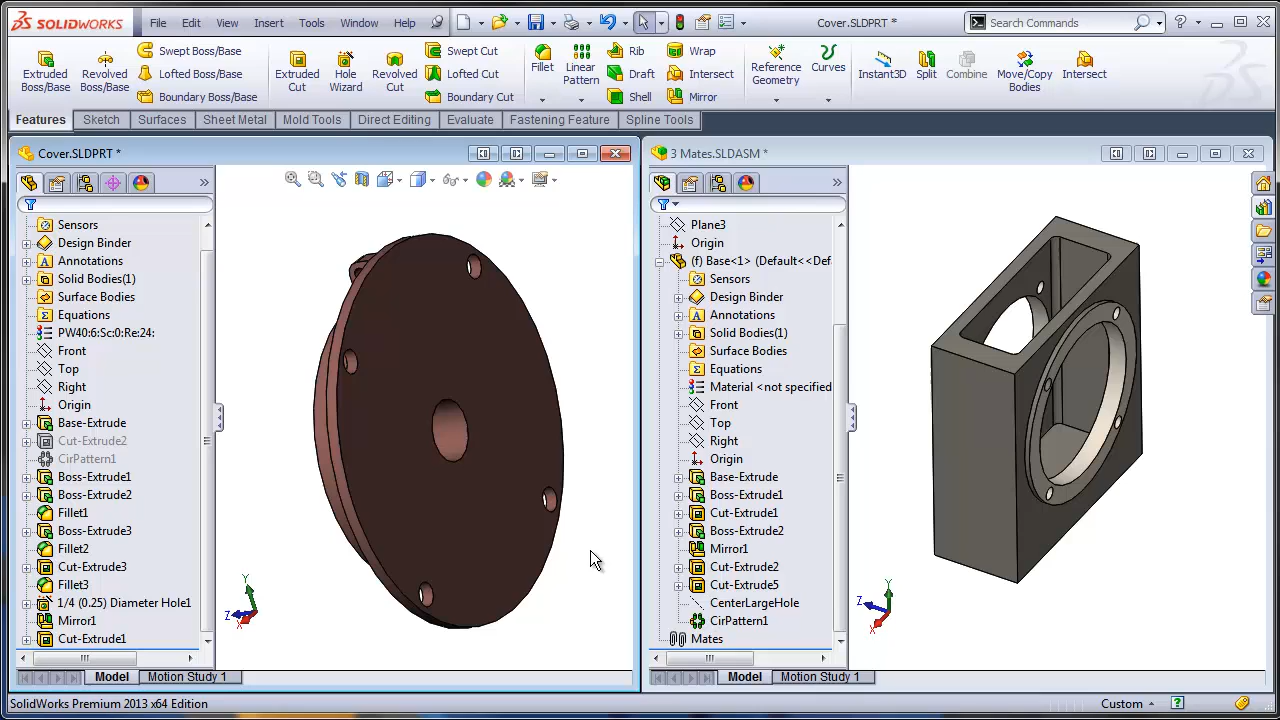 SOLIDWORKS File Edit View Insert Tools Window Help Cover.SLDPRT * Search Commands ?
Extruded Boss/Base
Revolved Boss/Base
Swept Boss/Base
Lofted Boss/Base
Boundary Boss/Base
Extruded Cut
Hole Wizard
Revolved Cut
Swept Cut
Lofted Cut
Boundary Cut
Fillet
Linear Pattern
Rib
Draft
Shell
Wrap
Intersect
Mirror
Reference Geometry
Curves
Instant3D
Split
Combine
Move/Copy Bodies
Intersect
Features Sketch Surfaces Sheet Metal Mold Tools Direct Editing Evaluate Fastening Feature Spline Tools
Cover.SLDPRT *
Sensors
Design Binder
Annotations
Solid Bodies(1)
Surface Bodies
Equations
PW40:6:Sc:0:Re:24:
Front
Top
Right
Origin
Base-Extrude
Cut-Extrude2
CirPattern1
Boss-Extrude1
Boss-Extrude2
Fillet1
Boss-Extrude3
Fillet2
Cut-Extrude3
Fillet3
1/4 (0.25) Diameter Hole1
Mirror1
Cut-Extrude1
Y
Z
X
Model Motion Study 1
3 Mates.SLDASM *
Plane3
Origin
(f) Base<1> (Default<<Def
Sensors
Design Binder
Annotations
Solid Bodies(1)
Surface Bodies
Equations
Material <not specified
Front
Top
Right
Origin
Base-Extrude
Boss-Extrude1
Cut-Extrude1
Boss-Extrude2
Mirror1
Cut-Extrude2
Cut-Extrude5
CenterLargeHole
CirPattern1
Mates
Y
Z
X
Model Motion Study 1
SolidWorks Premium 2013 x64 Edition Custom ?